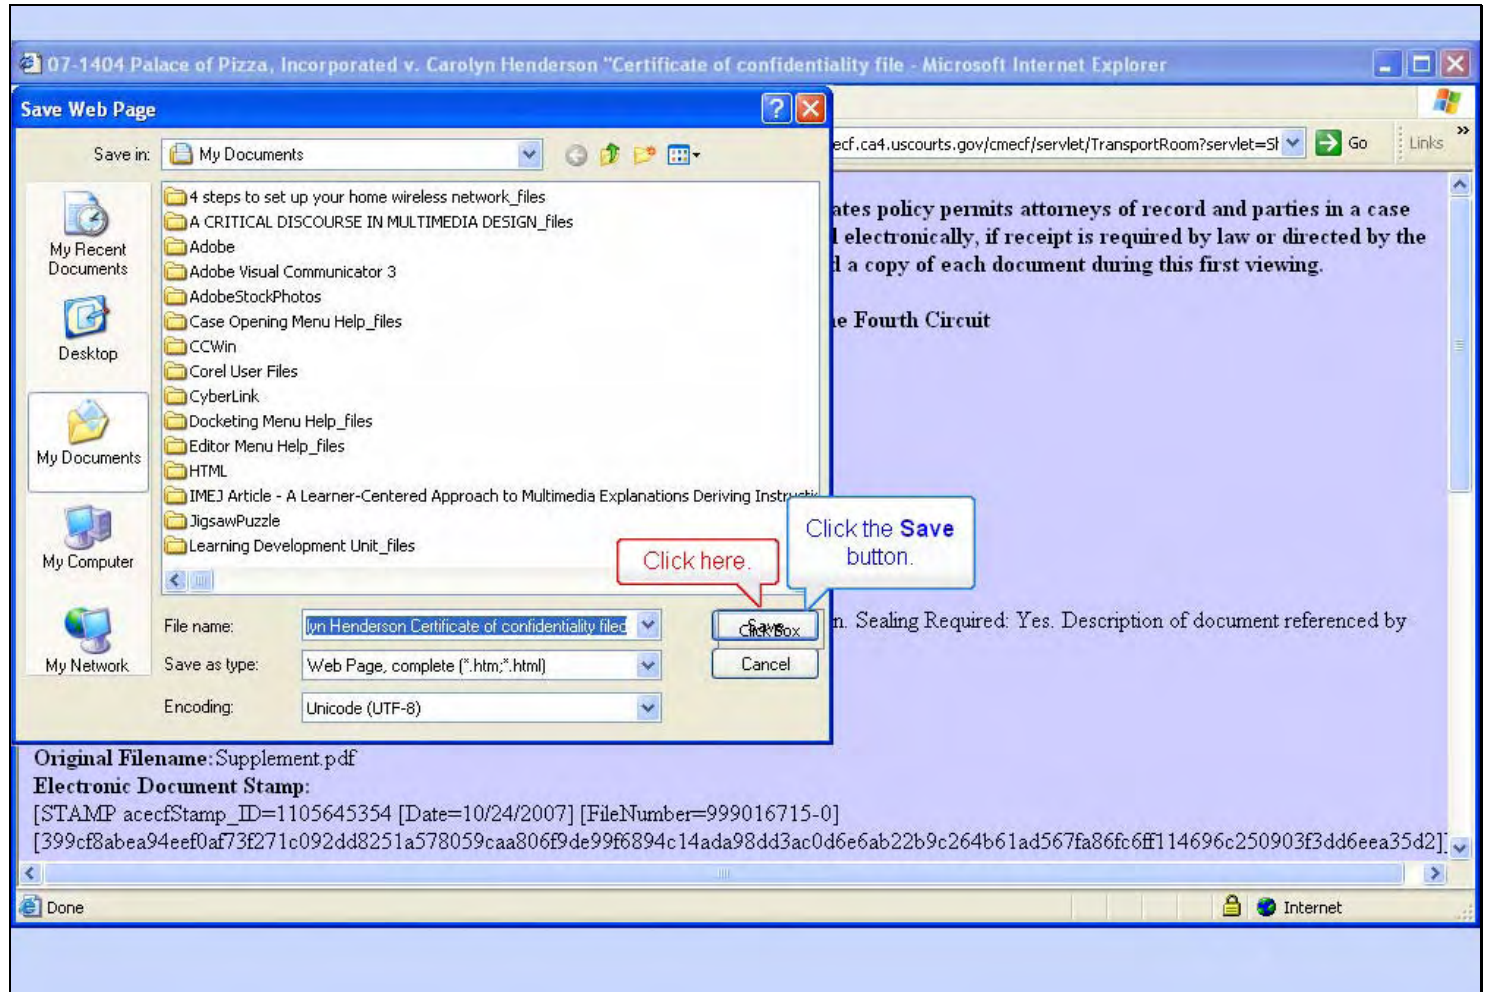 07-1404 Palace of Pizza, Incorporated v. Carolyn Henderson "Certificate of confidentiality file - Microsoft Internet Explorer
Save Web Page
Save in:
My Documents
ecf.ca4.uscourts.gov/cmecf/servlet/TransportRoom?servlet=Sh
Go
Links
»
My Recent
Documents
Desktop
My Documents
My Computer
My Network
4 steps to set up your home wireless network_files
A CRITICAL DISCOURSE IN MULTIMEDIA DESIGN_files
Adobe
Adobe Visual Communicator 3
AdobeStockPhotos
Case Opening Menu Help_files
CCWin
Corel User Files
CyberLink
Docketing Menu Help_files
Editor Menu Help_files
HTML
IMEJ Article - A Learner-Centered Approach to Multimedia Explanations Deriving
JigsawPuzzle
Learning Development Unit_files
ates policy permits attorneys of record and parties in a case
l electronically, if receipt is required by law or directed by the
d a copy of each document during this first viewing.
e Fourth Circuit
Click here.
Click the Save
button.
File name:
lyn Henderson Certificate of confidentiality filed
Save
Click Box
Save as type:
Web Page, complete (*.htm;*.html)
Cancel
Encoding:
Unicode (UTF-8)
n. Sealing Required: Yes. Description of document referenced by
Original Filename:Supplement.pdf
Electronic Document Stamp:
[STAMP acecfStamp_ID=1105645354 [Date=10/24/2007] [FileNumber=999016715-0]
[399cf8abea94eef0af73f271c092dd8251a578059caa806f9de99f6894c14ada98dd3ac0d6e6ab22b9c264b61ad567fa86fc6ff114696c250903f3dd6eea35d2]]
Done
Internet